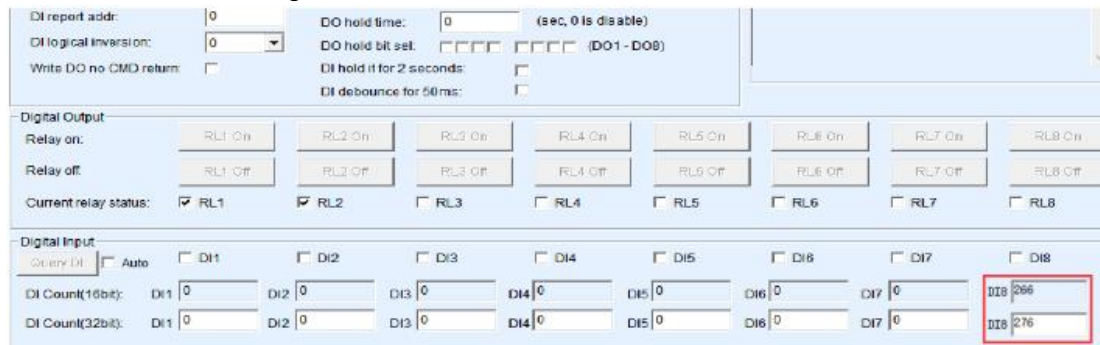 DI report addr: 0 DO hold time: 0 (sec, 0 is disable)
DI logical inversion: 0 DO hold bit sel: (DO1 - DO8)
Write DO no CMD return: DI hold it for 2 seconds:
DI debounce for 50ms:
Digital Output
Relay on: RL1 On RL2 On RL3 On RL4 On RL5 On RL6 On RL7 On RL8 On
Relay off: RL1 Off RL2 Off RL3 Off RL4 Off RL5 Off RL6 Off RL7 Off RL8 Off
Current relay status: RL1 RL2 RL3 RL4 RL5 RL6 RL7 RL8
Digital Input
Query DI Auto DI1 DI2 DI3 DI4 DI5 DI6 DI7 DI8
DI Count(16bit): DI1 0 DI2 0 DI3 0 DI4 0 DI5 0 DI6 0 DI7 0 DI8 266
DI Count(32bit): DI1 0 DI2 0 DI3 0 DI4 0 DI5 0 DI6 0 DI7 0 DI8 276